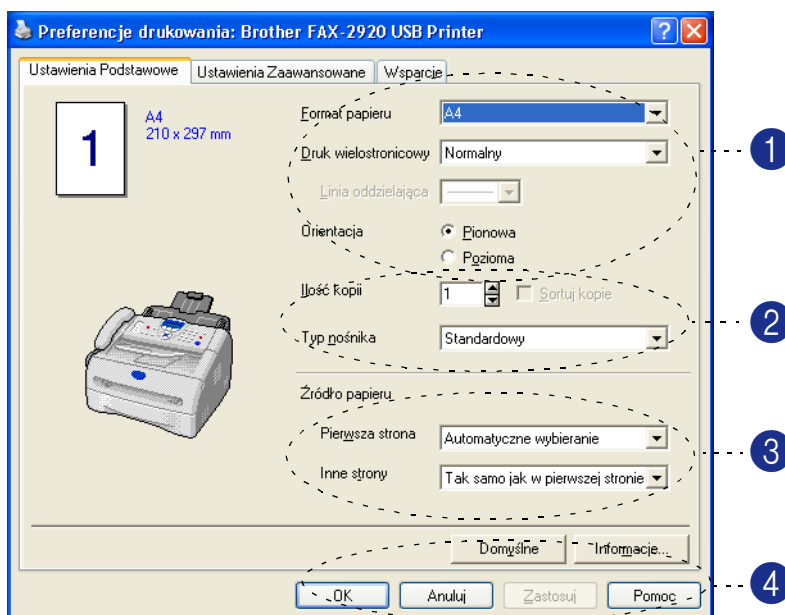 Preferencje drukowania: Brother FAX-2920 USB Printer
Ustawienia Podstawowe Ustawienia Zaawansowane Wsparcie
1
A4
210 x 297 mm
Format papieru A4
Druk wielostronicowy Normalny
1
Linia oddzielająca
Orientacja Pionowa
Pozioma
Ilość Kopii 1 Sortuj kopie
2
Typ nośnika Standardowy
Źródło papieru
Pierwsza strona Automatyczne wybieranie
3
Inne strony Tak samo jak w pierwszej stronie
Domyślne Informacje...
4
OK Anuluj Zastosuj Pomoc